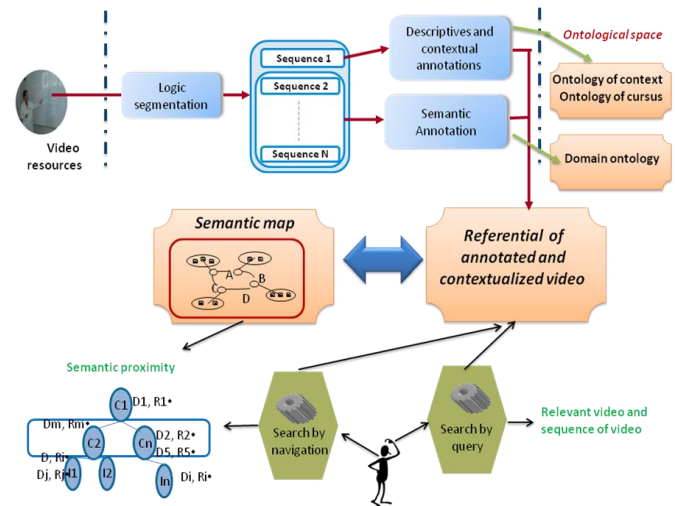 Video
resources
Logic
segmentation
Sequence 1
Sequence 2
Sequence N
Descriptives and
contextual
annotations
Semantic
Annotation
Ontological space
Ontology of context
Ontology of cursus
Domain ontology
Semantic map
A
B
C
D
Referential of
annotated and
contextualized video
Semantic proximity
C1 D1, R1•
Dm, Rm•
C2
Cn D2, R2•
D5, R5•
D, Ri•
Dj, Rj• I1
I2
In Di, Ri•
Search by
navigation
Search by
query
Relevant video and
sequence of video